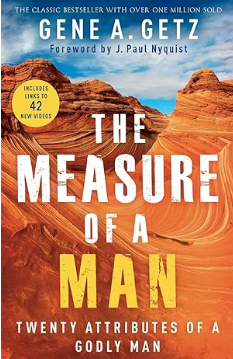 THE CLASSIC BESTSELLER WITH OVER ONE MILLION SOLD
GENE A. GETZ
Foreword by J. Paul Nyquist
INCLUDES
LINKS TO
42
NEW VIDEOS
THE
MEASURE
OF A
MAN
TWENTY ATTRIBUTES OF A
GODLY MAN